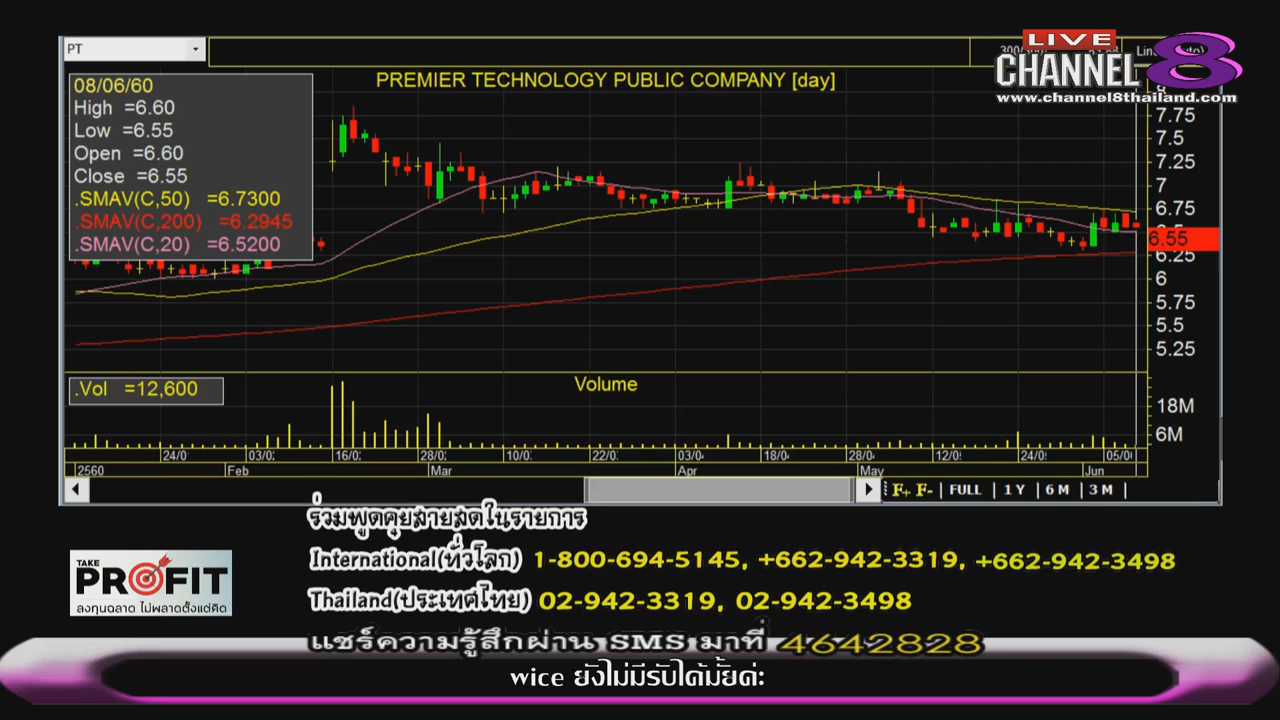 PT
LIVE
CHANNEL 8
www.channel8thailand.com
PREMIER TECHNOLOGY PUBLIC COMPANY [day]
08/06/60
High =6.60
Low =6.55
Open =6.60
Close =6.55
.SMAV(C,50) =6.7300
.SMAV(C,200) =6.2945
.SMAV(C,20) =6.5200
7.75
7.5
7.25
7
6.75
6.55
6.25
6
5.75
5.5
5.25
.Vol =12,600
Volume
18M
6M
24/0 03/0 16/0 28/0 10/0 22/0 03/0 18/0 28/0 12/0 24/0 05/0
2560 Feb Mar Apr May Jun
F+ F- | FULL | 1 Y | 6 M | 3 M |
ร่วมพูดคุยสายสดในรายการ
International(ทั่วโลก) 1-800-694-5145, +662-942-3319, +662-942-3498
Thailand(ประเทศไทย) 02-942-3319, 02-942-3498
TAKE
PROFIT
ลงทุนฉลาด ไม่พลาดตั้งแต่คิด
แชร์ความรู้สึกผ่าน SMS มาที่ 4642828
wice ยังไม่มีรับได้มั้ยค่ะ